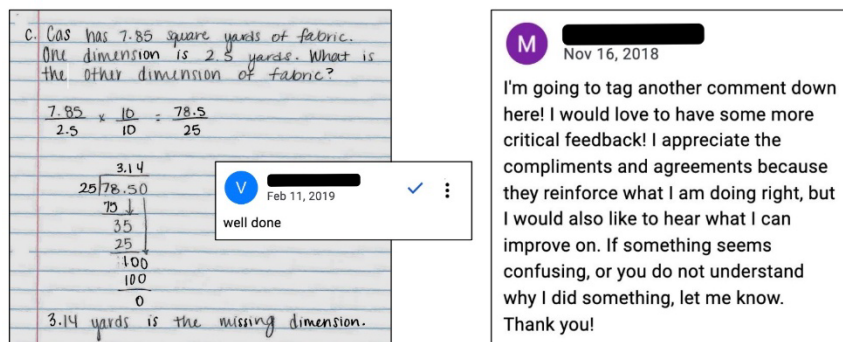 c. Cas has 7.85 square yards of fabric.
One dimension is 2.5 yards. What is
the other dimension of fabric?
7.85 × 10 = 78.5
2.5 10 25
3.14
25 78.50
75
35
25
100
100
0
3.14 yards is the missing dimension.
V
Feb 11, 2019
well done
M
Nov 16, 2018
I'm going to tag another comment down
here! I would love to have some more
critical feedback! I appreciate the
compliments and agreements because
they reinforce what I am doing right, but
I would also like to hear what I can
improve on. If something seems
confusing, or you do not understand
why I did something, let me know.
Thank you!